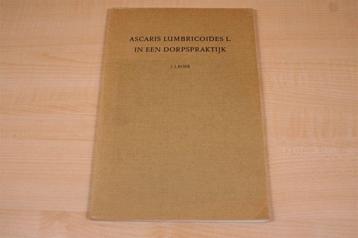 ASCARIS LUMBRICOIDES L.
IN EEN DORPSPRAKTIJK